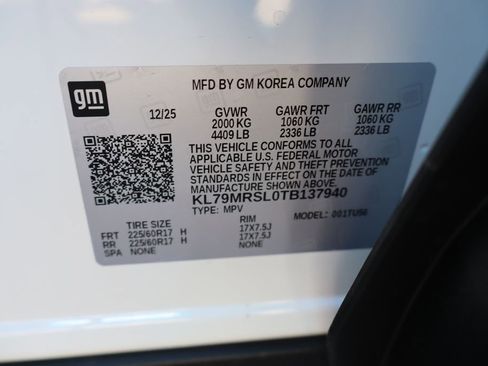 gm
MFD BY GM KOREA COMPANY
12/25 GVWR GAWR FRT GAWR RR
2000 KG 1060 KG 1060 KG
4409 LB 2336 LB 2336 LB
THIS VEHICLE CONFORMS TO ALL
APPLICABLE U.S. FEDERAL MOTOR
VEHICLE SAFETY AND THEFT PREVENTION
STANDARDS IN EFFECT ON THE DATE OF
MANUFACTURE SHOWN ABOVE.
KL79MRSL0TB137940
TYPE: MPV MODEL: 001TU56
TIRE SIZE RIM
FRT 225/60R17 H 17X7.5J
RR 225/60R17 H 17X7.5J
SPA NONE NONE